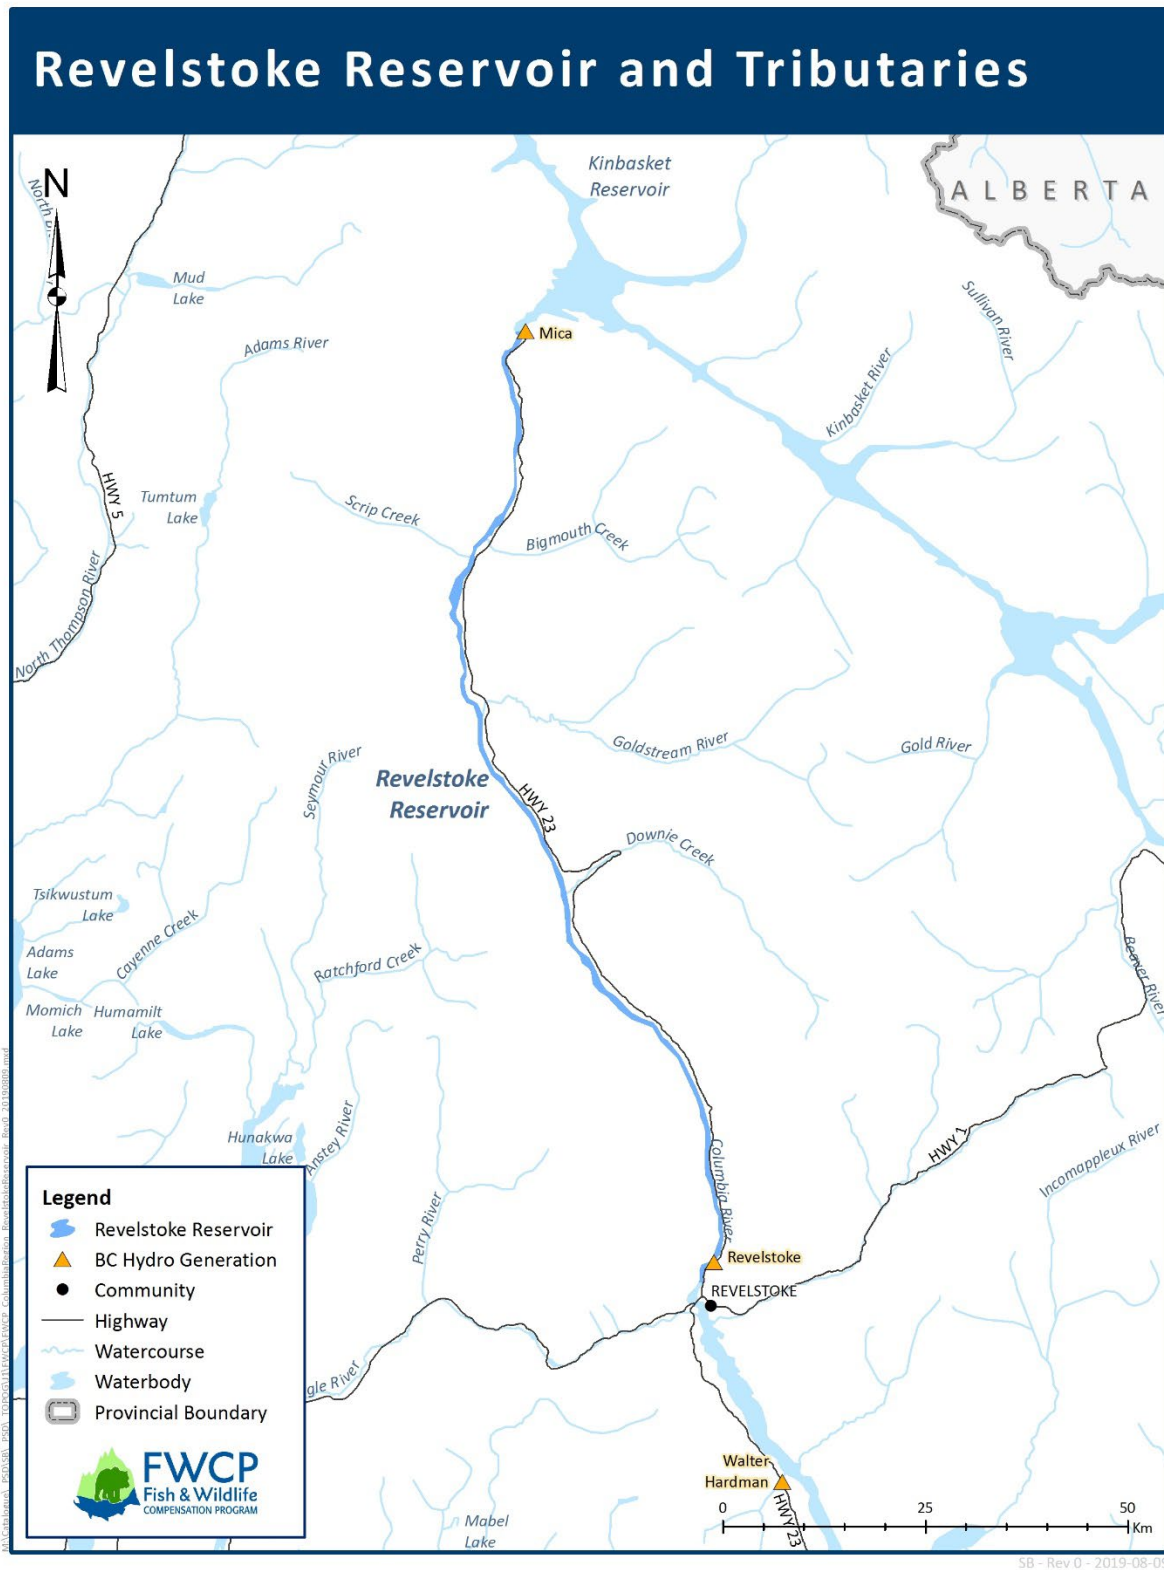 Revelstoke Reservoir and Tributaries
Kinbasket
Reservoir
ALBERTA
N
Mud
Lake
Sullivan River
Mica
Adams River
Kinbasket River
HWY 5
Tumtum
Lake
Scrip Creek
Bigmouth Creek
North Thompson River
Goldstream River
Gold River
Seymour River
Revelstoke
Reservoir
HWY 23
Downie Creek
Tsikwustum
Lake
Cayenne Creek
Adams
Lake
Ratchford Creek
Beaver River
Momich
Lake
Humamilt
Lake
Hunakwa
Lake
Anstey River
Columbia River
HWY 1
Incomappleux River
Perry River
Revelstoke
REVELSTOKE
gle River
Walter
Hardman
HWY 23
Mabel
Lake
Legend
Revelstoke Reservoir
BC Hydro Generation
Community
Highway
Watercourse
Waterbody
Provincial Boundary
FWCP
Fish & Wildlife
COMPENSATION PROGRAM
0 25 50
Km
SB - Rev 0 - 2019-08-09